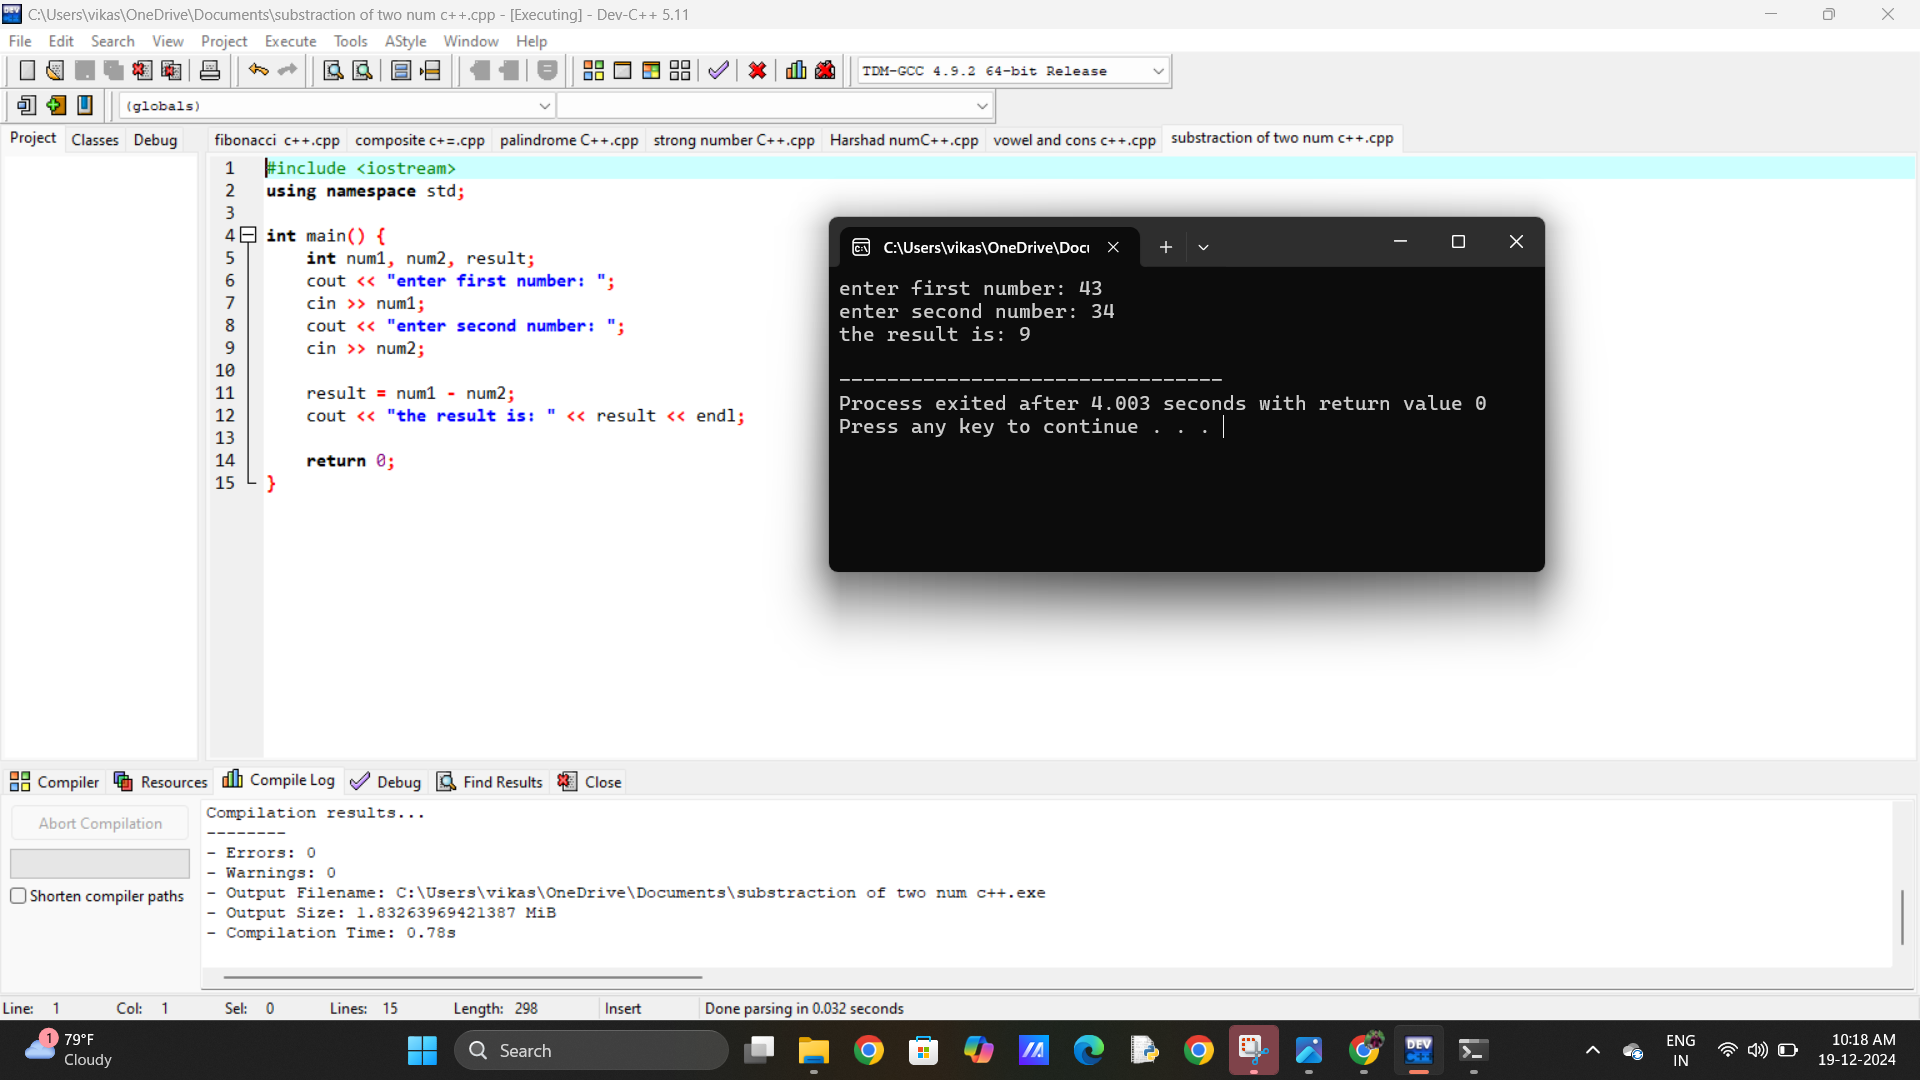 C:\Users\vikas\OneDrive\Documents\substraction of two num c++.cpp - [Executing] - Dev-C++ 5.11
File Edit Search View Project Execute Tools AStyle Window Help
TDM-GCC 4.9.2 64-bit Release
(globals)
Project Classes Debug
fibonacci c++.cpp composite c+=.cpp palindrome C++.cpp strong number C++.cpp Harshad numC++.cpp vowel and cons c++.cpp substraction of two num c++.cpp
1 #include <iostream>
2 using namespace std;
3
4 int main() {
5 int num1, num2, result;
6 cout << "enter first number: ";
7 cin >> num1;
8 cout << "enter second number: ";
9 cin >> num2;
10
11 result = num1 - num2;
12 cout << "the result is: " << result << endl;
13
14 return 0;
15 }
C:\Users\vikas\OneDrive\Docu
enter first number: 43
enter second number: 34
the result is: 9
--------------------------------
Process exited after 4.003 seconds with return value 0
Press any key to continue . . .
Compiler Resources Compile Log Debug Find Results Close
Abort Compilation
Shorten compiler paths
Compilation results...
--------
- Errors: 0
- Warnings: 0
- Output Filename: C:\Users\vikas\OneDrive\Documents\substraction of two num c++.exe
- Output Size: 1.83263969421387 MiB
- Compilation Time: 0.78s
Line: 1 Col: 1 Sel: 0 Lines: 15 Length: 298 Insert Done parsing in 0.032 seconds
1
79°F
Cloudy
Search
DEV
C++
ENG
IN
10:18 AM
19-12-2024